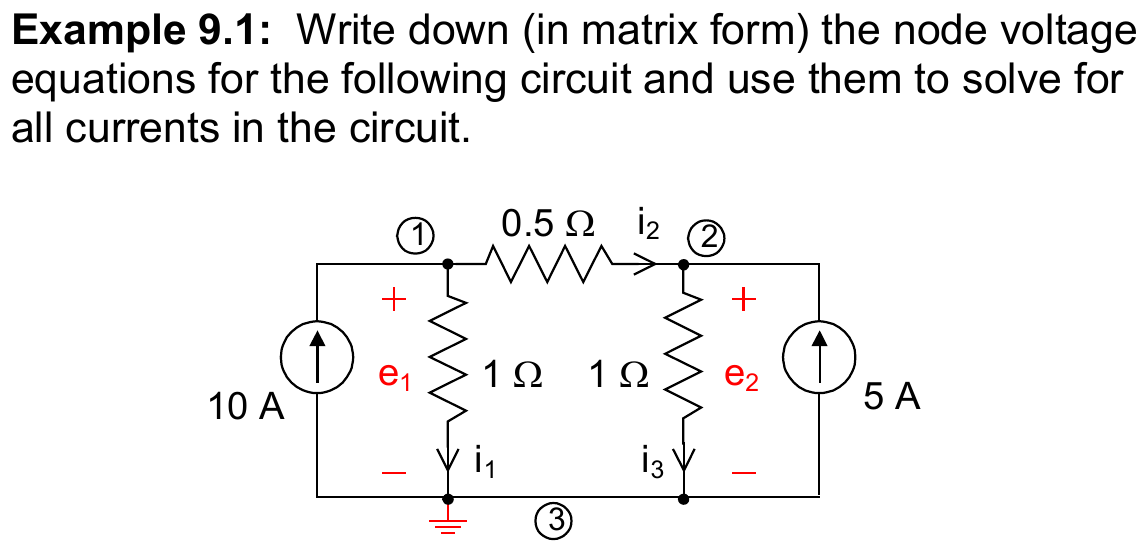 Example 9.1: Write down (in matrix form) the node voltage
equations for the following circuit and use them to solve for
all currents in the circuit.
0.5 Ω i₂
1 2
+ +
e₁ 1 Ω 1 Ω e₂
10 A 5 A
– i₁ i₃ –
3